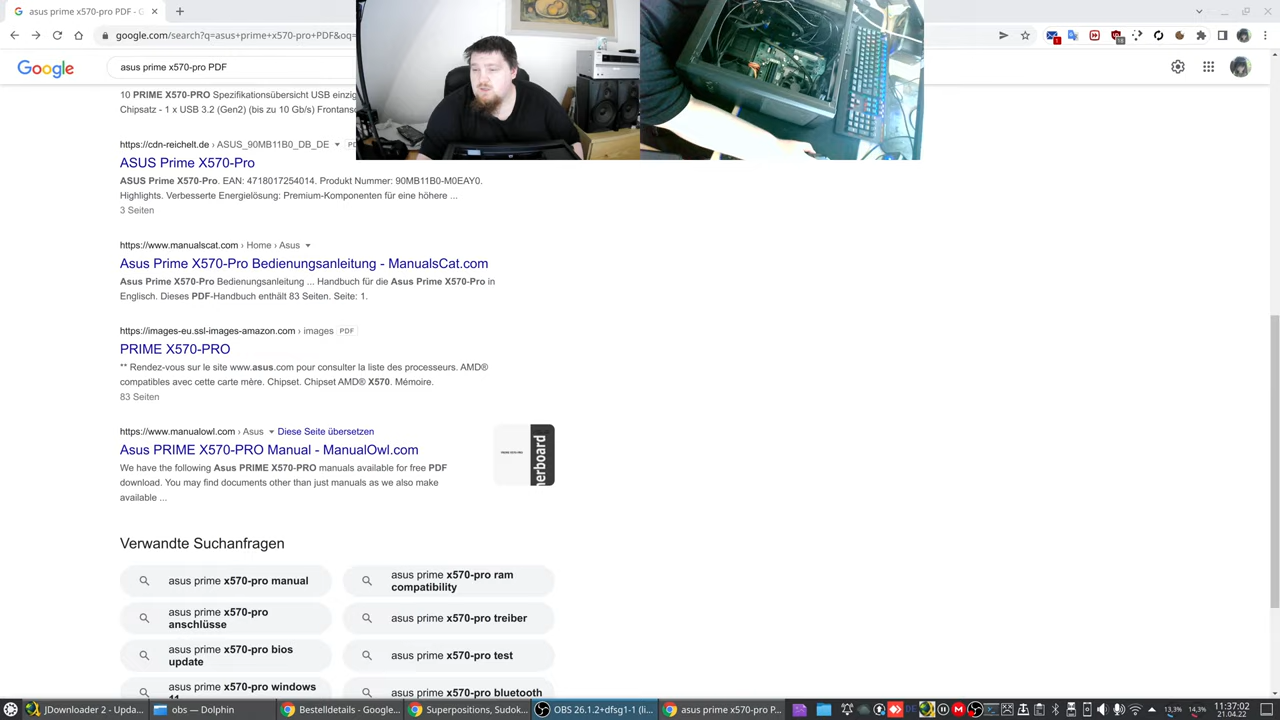 asus prime x570-pro PDF - G
google.com/search?q=asus+prime+x570-pro+PDF&oq=
Google
asus prime x570-pro PDF
10 PRIME X570-PRO Spezifikationsübersicht USB einzig
Chipsatz - 1 x USB 3.2 (Gen2) (bis zu 10 Gb/s) Frontans
https://cdn-reichelt.de › ASUS_90MB11B0_DB_DE
ASUS Prime X570-Pro
ASUS Prime X570-Pro. EAN: 4718017254014. Produkt Nummer: 90MB11B0-M0EAY0.
Highlights. Verbesserte Energielösung: Premium-Komponenten für eine höhere ...
3 Seiten
https://www.manualscat.com › Home › Asus
Asus Prime X570-Pro Bedienungsanleitung - ManualsCat.com
Asus Prime X570-Pro Bedienungsanleitung ... Handbuch für die Asus Prime X570-Pro in
Englisch. Dieses PDF-Handbuch enthält 83 Seiten. Seite: 1.
https://images-eu.ssl-images-amazon.com › images PDF
PRIME X570-PRO
** Rendez-vous sur le site www.asus.com pour consulter la liste des processeurs. AMD®
compatibles avec cette carte mère. Chipset. Chipset AMD® X570. Mémoire.
83 Seiten
https://www.manualowl.com › Asus Diese Seite übersetzen
Asus PRIME X570-PRO Manual - ManualOwl.com
We have the following Asus PRIME X570-PRO manuals available for free PDF
download. You may find documents other than just manuals as we also make
available ...
PRIME X570-PRO
herboard
Verwandte Suchanfragen
asus prime x570-pro manual
asus prime x570-pro ram
compatibility
asus prime x570-pro
anschlüsse
asus prime x570-pro treiber
asus prime x570-pro bios
update
asus prime x570-pro test
asus prime x570-pro windows
11
asus prime x570-pro bluetooth
JDownloader 2 - Upda...
obs — Dolphin
Bestelldetails - Google...
Superpositions, Sudok...
OBS 26.1.2+dfsg1-1 (li...
asus prime x570-pro P...
DE
13,5%
14,%
11:37:02
21.04.22